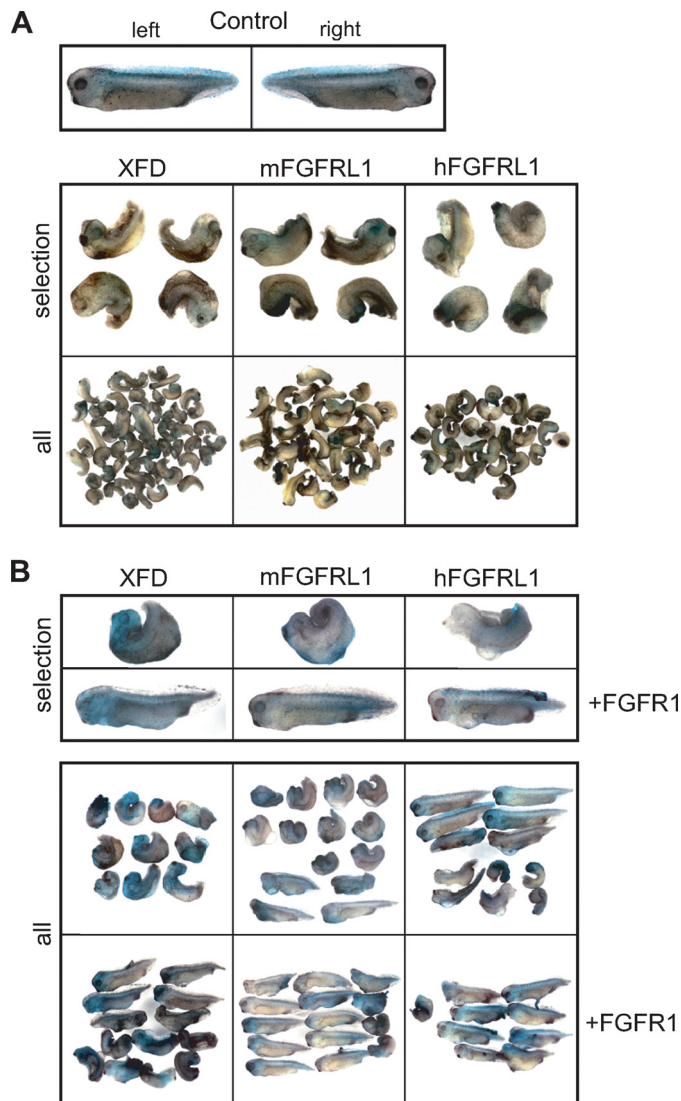 A
Control
left
right
XFD mFGFRL1 hFGFRL1
selection
all
B
XFD mFGFRL1 hFGFRL1
selection
+FGFR1
all
+FGFR1